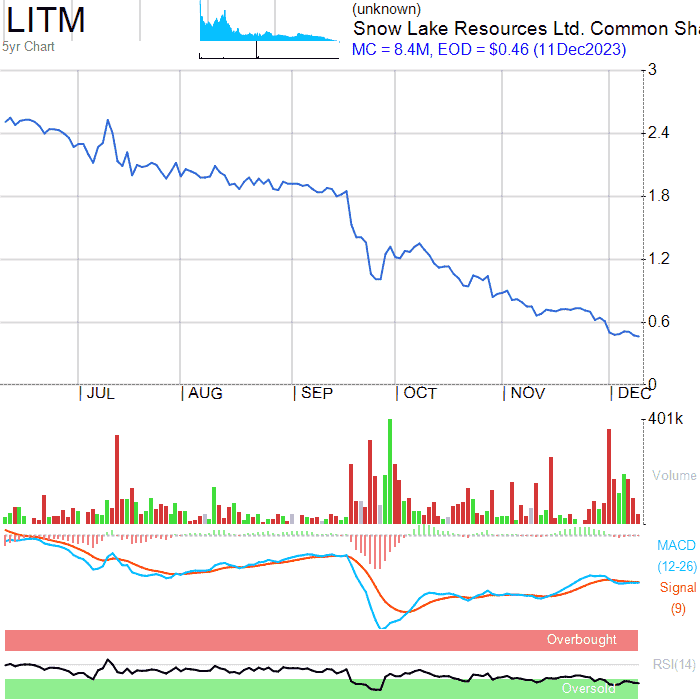 LITM
5yr Chart
(unknown)
Snow Lake Resources Ltd. Common Sha
MC = 8.4M, EOD = $0.46 (11Dec2023)
3
2.4
1.8
1.2
0.6
0
JUL AUG SEP OCT NOV DEC
401k
Volume
MACD
(12-26)
Signal
(9)
Overbought
RSI(14)
Oversold